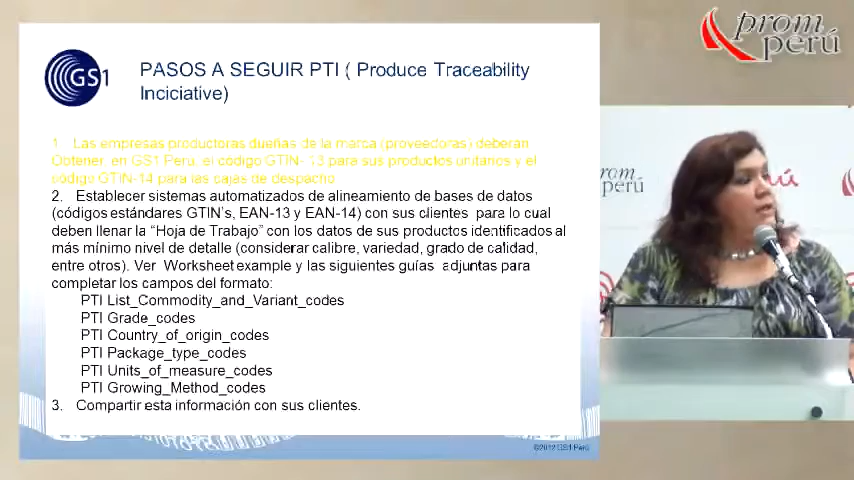 GS1
PASOS A SEGUIR PTI ( Produce Traceability
Inciciative)
1. Las empresas productoras dueñas de la marca (proveedoras) deberán
Obtener, en GS1 Perú, el código GTIN- 13 para sus productos unitarios y el
código GTIN-14 para las cajas de despacho
2. Establecer sistemas automatizados de alineamiento de bases de datos
(códigos estándares GTIN's, EAN-13 y EAN-14) con sus clientes para lo cual
deben llenar la "Hoja de Trabajo" con los datos de sus productos identificados al
más mínimo nivel de detalle (considerar calibre, variedad, grado de calidad,
entre otros). Ver Worksheet example y las siguientes guías adjuntas para
completar los campos del formato:
PTI List_Commodity_and_Variant_codes
PTI Grade_codes
PTI Country_of_origin_codes
PTI Package_type_codes
PTI Units_of_measure_codes
PTI Growing_Method_codes
3. Compartir esta información con sus clientes.
©2012 GS1 Perú
prom
perú
prom
perú